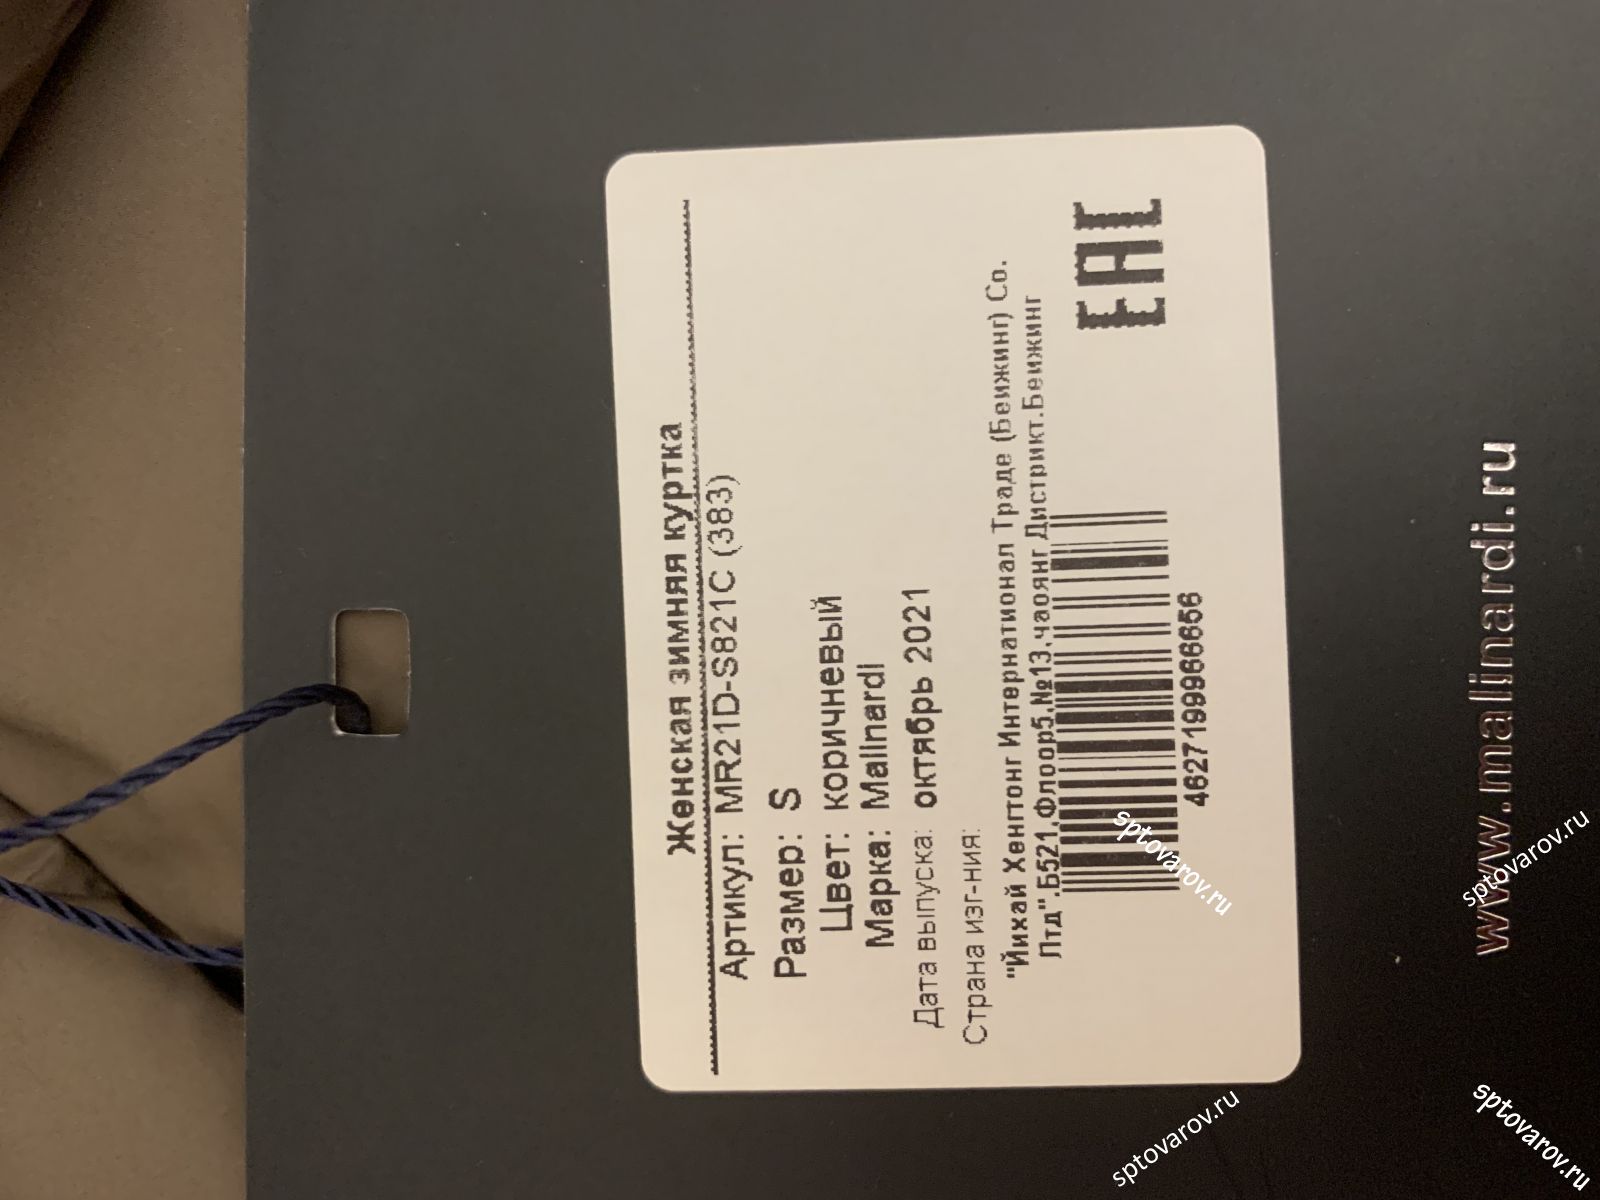 Женская зимняя куртка
Артикул: MR21D-S821C (383)
Размер: S
Цвет: коричневый
Марка: Malinardi
Дата выпуска: октябрь 2021
Страна изг-ния:
"Йихай Хенгтонг Интернатионал Траде (Бейжинг) Со.
Лтд".Б521,Флоор5,№13,чаоянг Дистрикт.Бейжинг
4627199966656
EAC
www.malinardi.ru
sptovarov.ru
sptovarov.ru
sptovarov.ru
sptovarov.ru